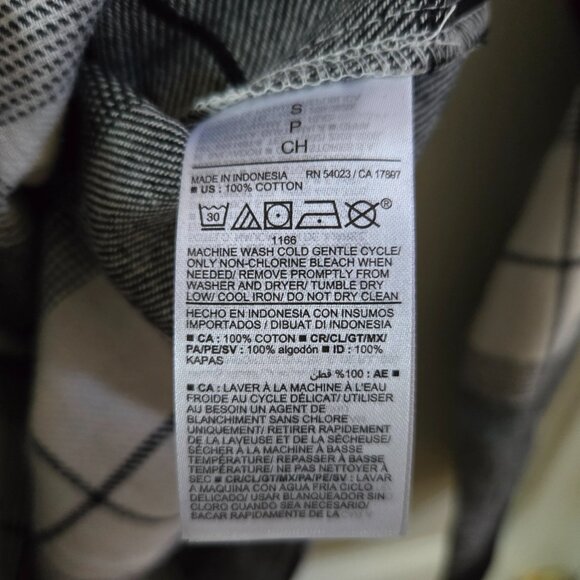 S
P
CH
MADE IN INDONESIA RN 54023 / CA 17897
■ US : 100% COTTON
30 ®
1166
MACHINE WASH COLD GENTLE CYCLE/
ONLY NON-CHLORINE BLEACH WHEN
NEEDED/ REMOVE PROMPTLY FROM
WASHER AND DRYER/ TUMBLE DRY
LOW/ COOL IRON/ DO NOT DRY CLEAN
HECHO EN INDONESIA CON INSUMOS
IMPORTADOS / DIBUAT DI INDONESIA
■ CA : 100% COTON ■ CR/CL/GT/MX/
PA/PE/SV : 100% algodón ■ ID : 100%
KAPAS
■ AE : 100% قطن
■ CA : LAVER À LA MACHINE À L'EAU
FROIDE AU CYCLE DÉLICAT/ UTILISER
AU BESOIN UN AGENT DE
BLANCHIMENT SANS CHLORE
UNIQUEMENT/ RETIRER RAPIDEMENT
DE LA LAVEUSE ET DE LA SÉCHEUSE/
SÉCHER À LA MACHINE À BASSE
TEMPÉRATURE/ REPASSER À BASSE
TEMPÉRATURE/ NE PAS NETTOYER À
SEC ■ CR/CL/GT/MX/PA/PE/SV : LAVAR
A MAQUINA CON AGUA FRIA CICLO
DELICADO/ USAR BLANQUEADOR SIN
CLORO SOLO CUANDO SEA NECESARIO/
SACAR RAPIDAMENTE DE LA